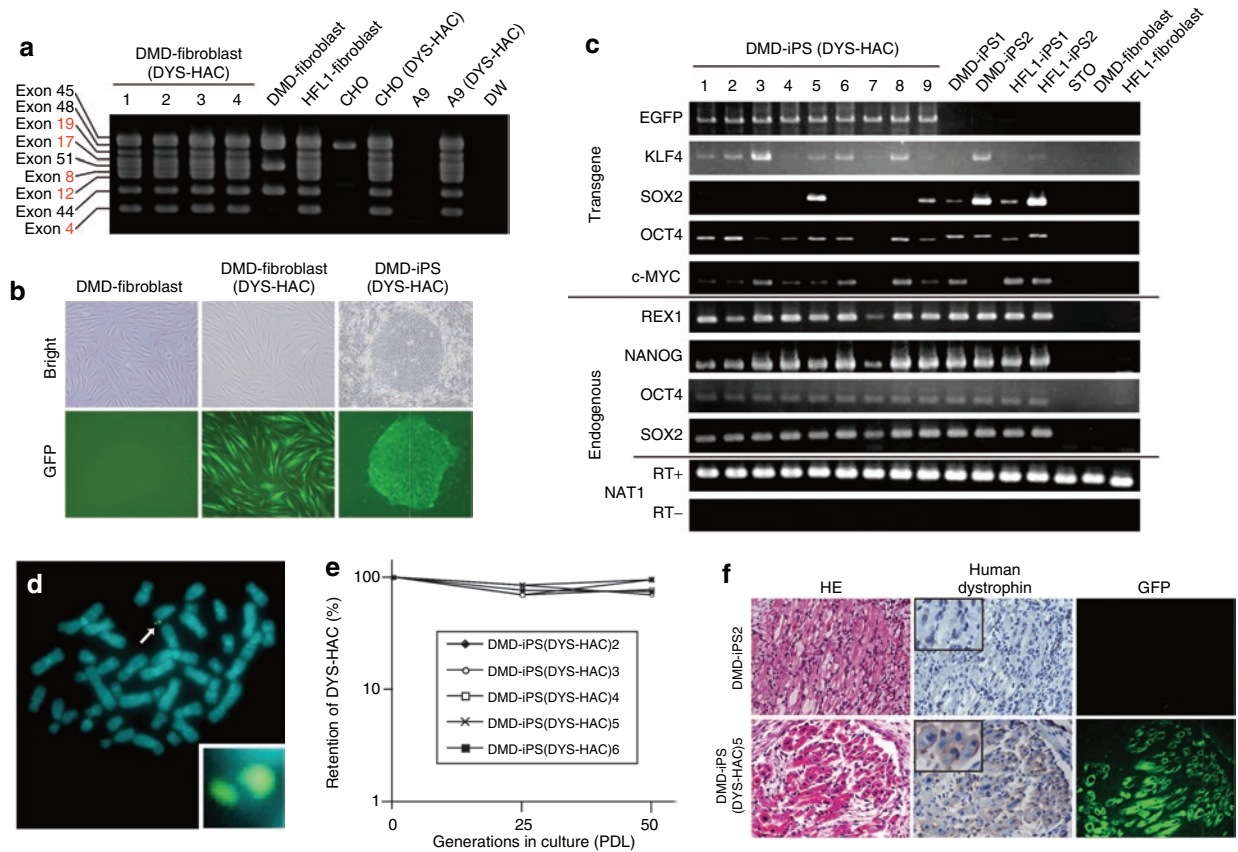 a
DMD-fibroblast
(DYS-HAC)
1 2 3 4
DMD-fibroblast
HFL1-fibroblast
CHO
CHO (DYS-HAC)
A9
A9 (DYS-HAC)
DW
Exon 45
Exon 48
Exon 19
Exon 17
Exon 51
Exon 8
Exon 12
Exon 44
Exon 4
b
DMD-fibroblast
DMD-fibroblast
(DYS-HAC)
DMD-iPS
(DYS-HAC)
Bright
GFP
c
DMD-iPS (DYS-HAC)
1 2 3 4 5 6 7 8 9
DMD-iPS1
DMD-iPS2
HFL1-iPS1
HFL1-iPS2
STO
DMD-fibroblast
HFL1-fibroblast
Transgene
EGFP
KLF4
SOX2
OCT4
c-MYC
Endogenous
REX1
NANOG
OCT4
SOX2
NAT1
RT+
RT−
d
e
Retention of DYS-HAC (%)
100
10
1
DMD-iPS(DYS-HAC)2
DMD-iPS(DYS-HAC)3
DMD-iPS(DYS-HAC)4
DMD-iPS(DYS-HAC)5
DMD-iPS(DYS-HAC)6
0 25 50
Generations in culture (PDL)
f
HE
Human
dystrophin
GFP
DMD-iPS2
DMD-iPS
(DYS-HAC)5